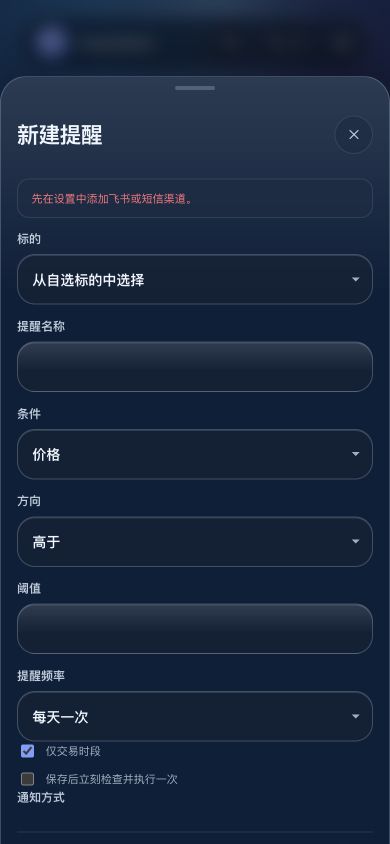 新建提醒
先在设置中添加飞书或短信渠道。
标的
从自选标的中选择
提醒名称
条件
价格
方向
高于
阈值
提醒频率
每天一次
仅交易时段
保存后立刻检查并执行一次
通知方式